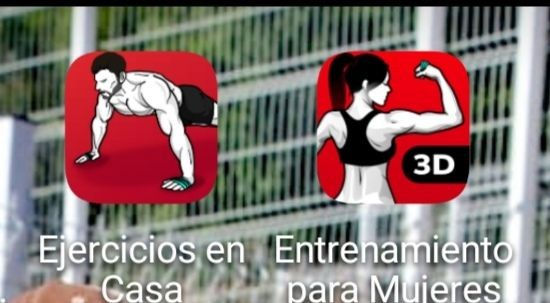 3D
Ejercicios en
Casa
Entrenamiento
para Mujeres